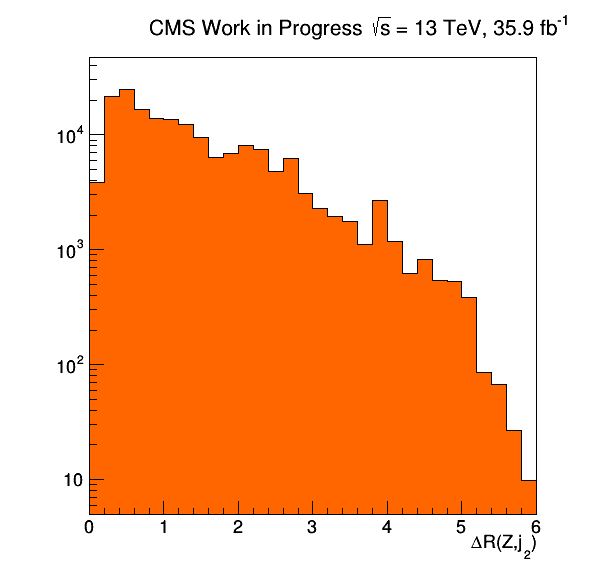 CMS Work in Progress √s = 13 TeV, 35.9 fb⁻¹
10⁴
10³
10²
10
0 1 2 3 4 5 6
ΔR(Z,j₂)